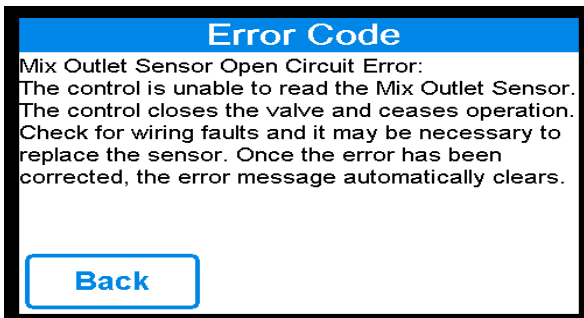 Error Code
Mix Outlet Sensor Open Circuit Error:
The control is unable to read the Mix Outlet Sensor.
The control closes the valve and ceases operation.
Check for wiring faults and it may be necessary to
replace the sensor. Once the error has been
corrected, the error message automatically clears.
Back